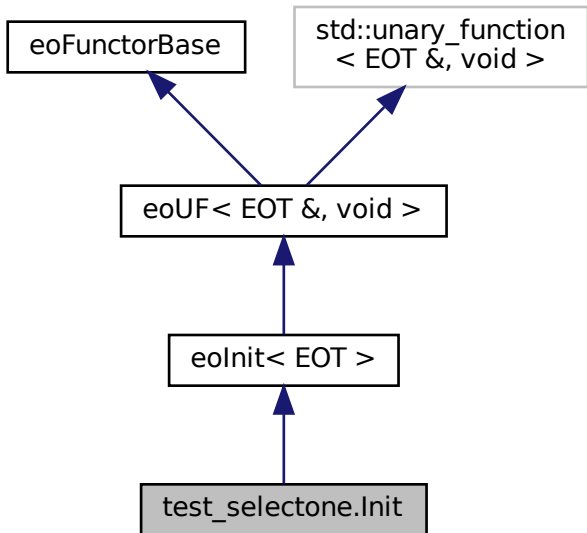 eoFunctorBase
std::unary_function
< EOT &, void >
eoUF< EOT &, void >
eoInit< EOT >
test_selectone.Init